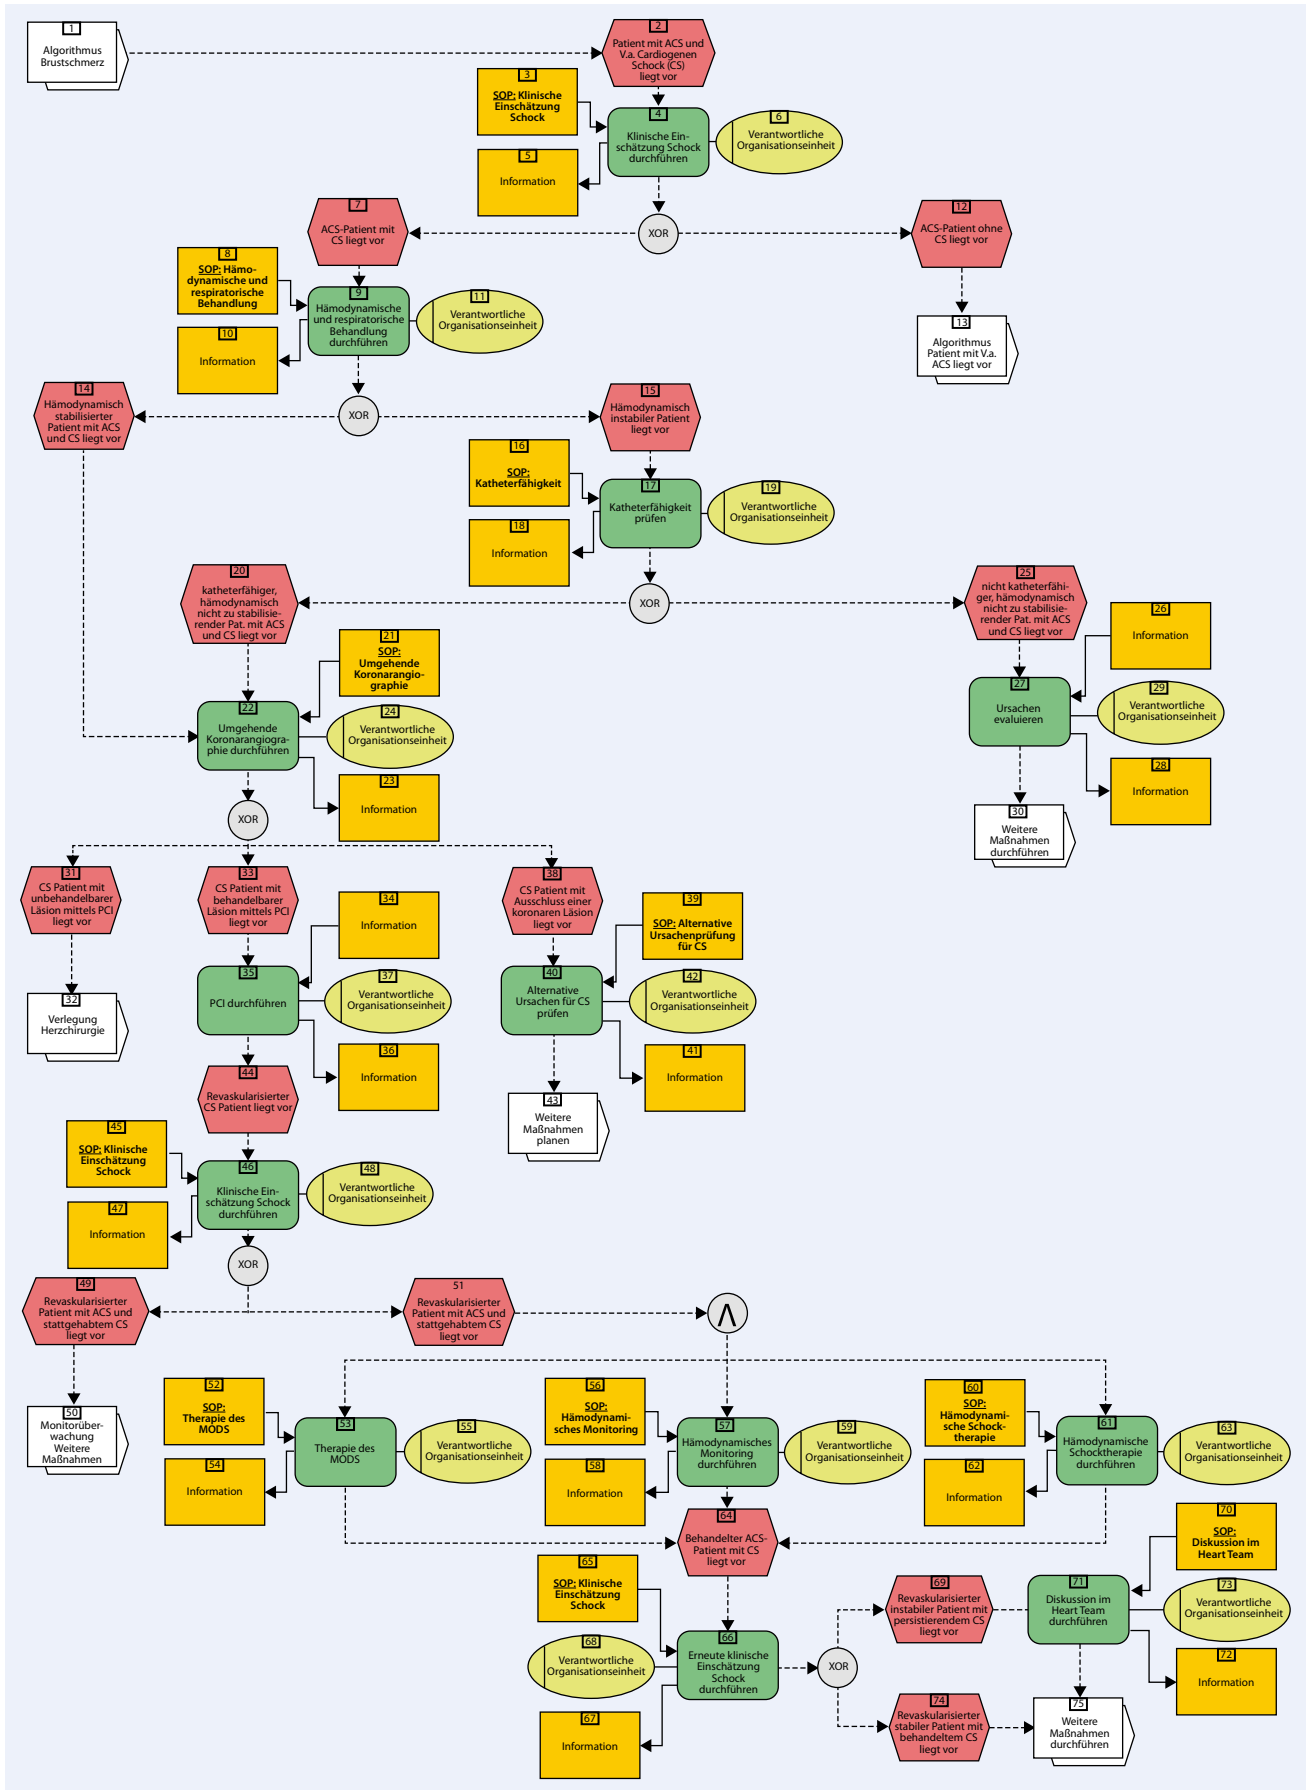 1
Algorithmus
Brustschmerz
2
Patient mit ACS und
V.a. Cardiogenen
Schock (CS)
liegt vor
3
SOP: Klinische
Einschätzung
Schock
4
Klinische Ein-
schätzung Schock
durchführen
5
Information
6
Verantwortliche
Organisationseinheit
XOR
7
ACS-Patient mit
CS liegt vor
8
SOP: Hämo-
dynamische und
respiratorische
Behandlung
9
Hämodynamische
und respiratorische
Behandlung
durchführen
10
Information
11
Verantwortliche
Organisationseinheit
12
ACS-Patient ohne
CS liegt vor
13
Algorithmus
Patient mit V.a.
ACS liegt vor
XOR
14
Hämodynamisch
stabilisierter
Patient mit ACS
und CS liegt vor
15
Hämodynamisch
instabiler Patient
liegt vor
16
SOP:
Katheterfähigkeit
17
Katheterfähigkeit
prüfen
18
Information
19
Verantwortliche
Organisationseinheit
XOR
20
katheterfähiger,
hämodynamisch
nicht zu stabilisie-
render Pat. mit ACS
und CS liegt vor
21
SOP:
Umgehende
Koronarangio-
graphie
22
Umgehende
Koronarangiogra-
phie durchführen
23
Information
24
Verantwortliche
Organisationseinheit
25
nicht katheterfähi-
ger, hämodynamisch
nicht zu stabilisie-
render Pat. mit ACS
und CS liegt vor
26
Information
27
Ursachen
evaluieren
28
Information
29
Verantwortliche
Organisationseinheit
30
Weitere
Maßnahmen
durchführen
XOR
31
CS Patient mit
unbehandelbarer
Läsion mittels PCI
liegt vor
32
Verlegung
Herzchirurgie
33
CS Patient mit
behandelbarer
Läsion mittels PCI
liegt vor
34
Information
35
PCI durchführen
36
Information
37
Verantwortliche
Organisationseinheit
38
CS Patient mit
Ausschluss einer
koronaren Läsion
liegt vor
39
SOP: Alternative
Ursachenprüfung
für CS
40
Alternative
Ursachen für CS
prüfen
41
Information
42
Verantwortliche
Organisationseinheit
43
Weitere
Maßnahmen
planen
44
Revaskularisierter
CS Patient liegt vor
45
SOP: Klinische
Einschätzung
Schock
46
Klinische Ein-
schätzung Schock
durchführen
47
Information
48
Verantwortliche
Organisationseinheit
XOR
49
Revaskularisierter
Patient mit ACS und
stattgehabtem CS
liegt vor
50
Monitorüber-
wachung
Weitere
Maßnahmen
51
Revaskularisierter
Patient mit ACS und
stattgehabtem CS
liegt vor
Λ
52
SOP:
Therapie des
MODS
53
Therapie des
MODS
54
Information
55
Verantwortliche
Organisationseinheit
56
SOP:
Hämodynami-
sches Monitoring
57
Hämodynamisches
Monitoring
durchführen
58
Information
59
Verantwortliche
Organisationseinheit
60
SOP:
Hämodynami-
sche Schock-
therapie
61
Hämodynamische
Schocktherapie
durchführen
62
Information
63
Verantwortliche
Organisationseinheit
64
Behandelter ACS-
Patient mit CS
liegt vor
65
SOP: Klinische
Einschätzung
Schock
66
Erneute klinische
Einschätzung
Schock
durchführen
67
Information
68
Verantwortliche
Organisationseinheit
XOR
69
Revaskularisierter
instabiler Patient mit
persistierendem CS
liegt vor
70
SOP:
Diskussion im
Heart Team
71
Diskussion im
Heart Team
durchführen
72
Information
73
Verantwortliche
Organisationseinheit
74
Revaskularisierter
stabiler Patient mit
behandeltem CS
liegt vor
75
Weitere
Maßnahmen
durchführen